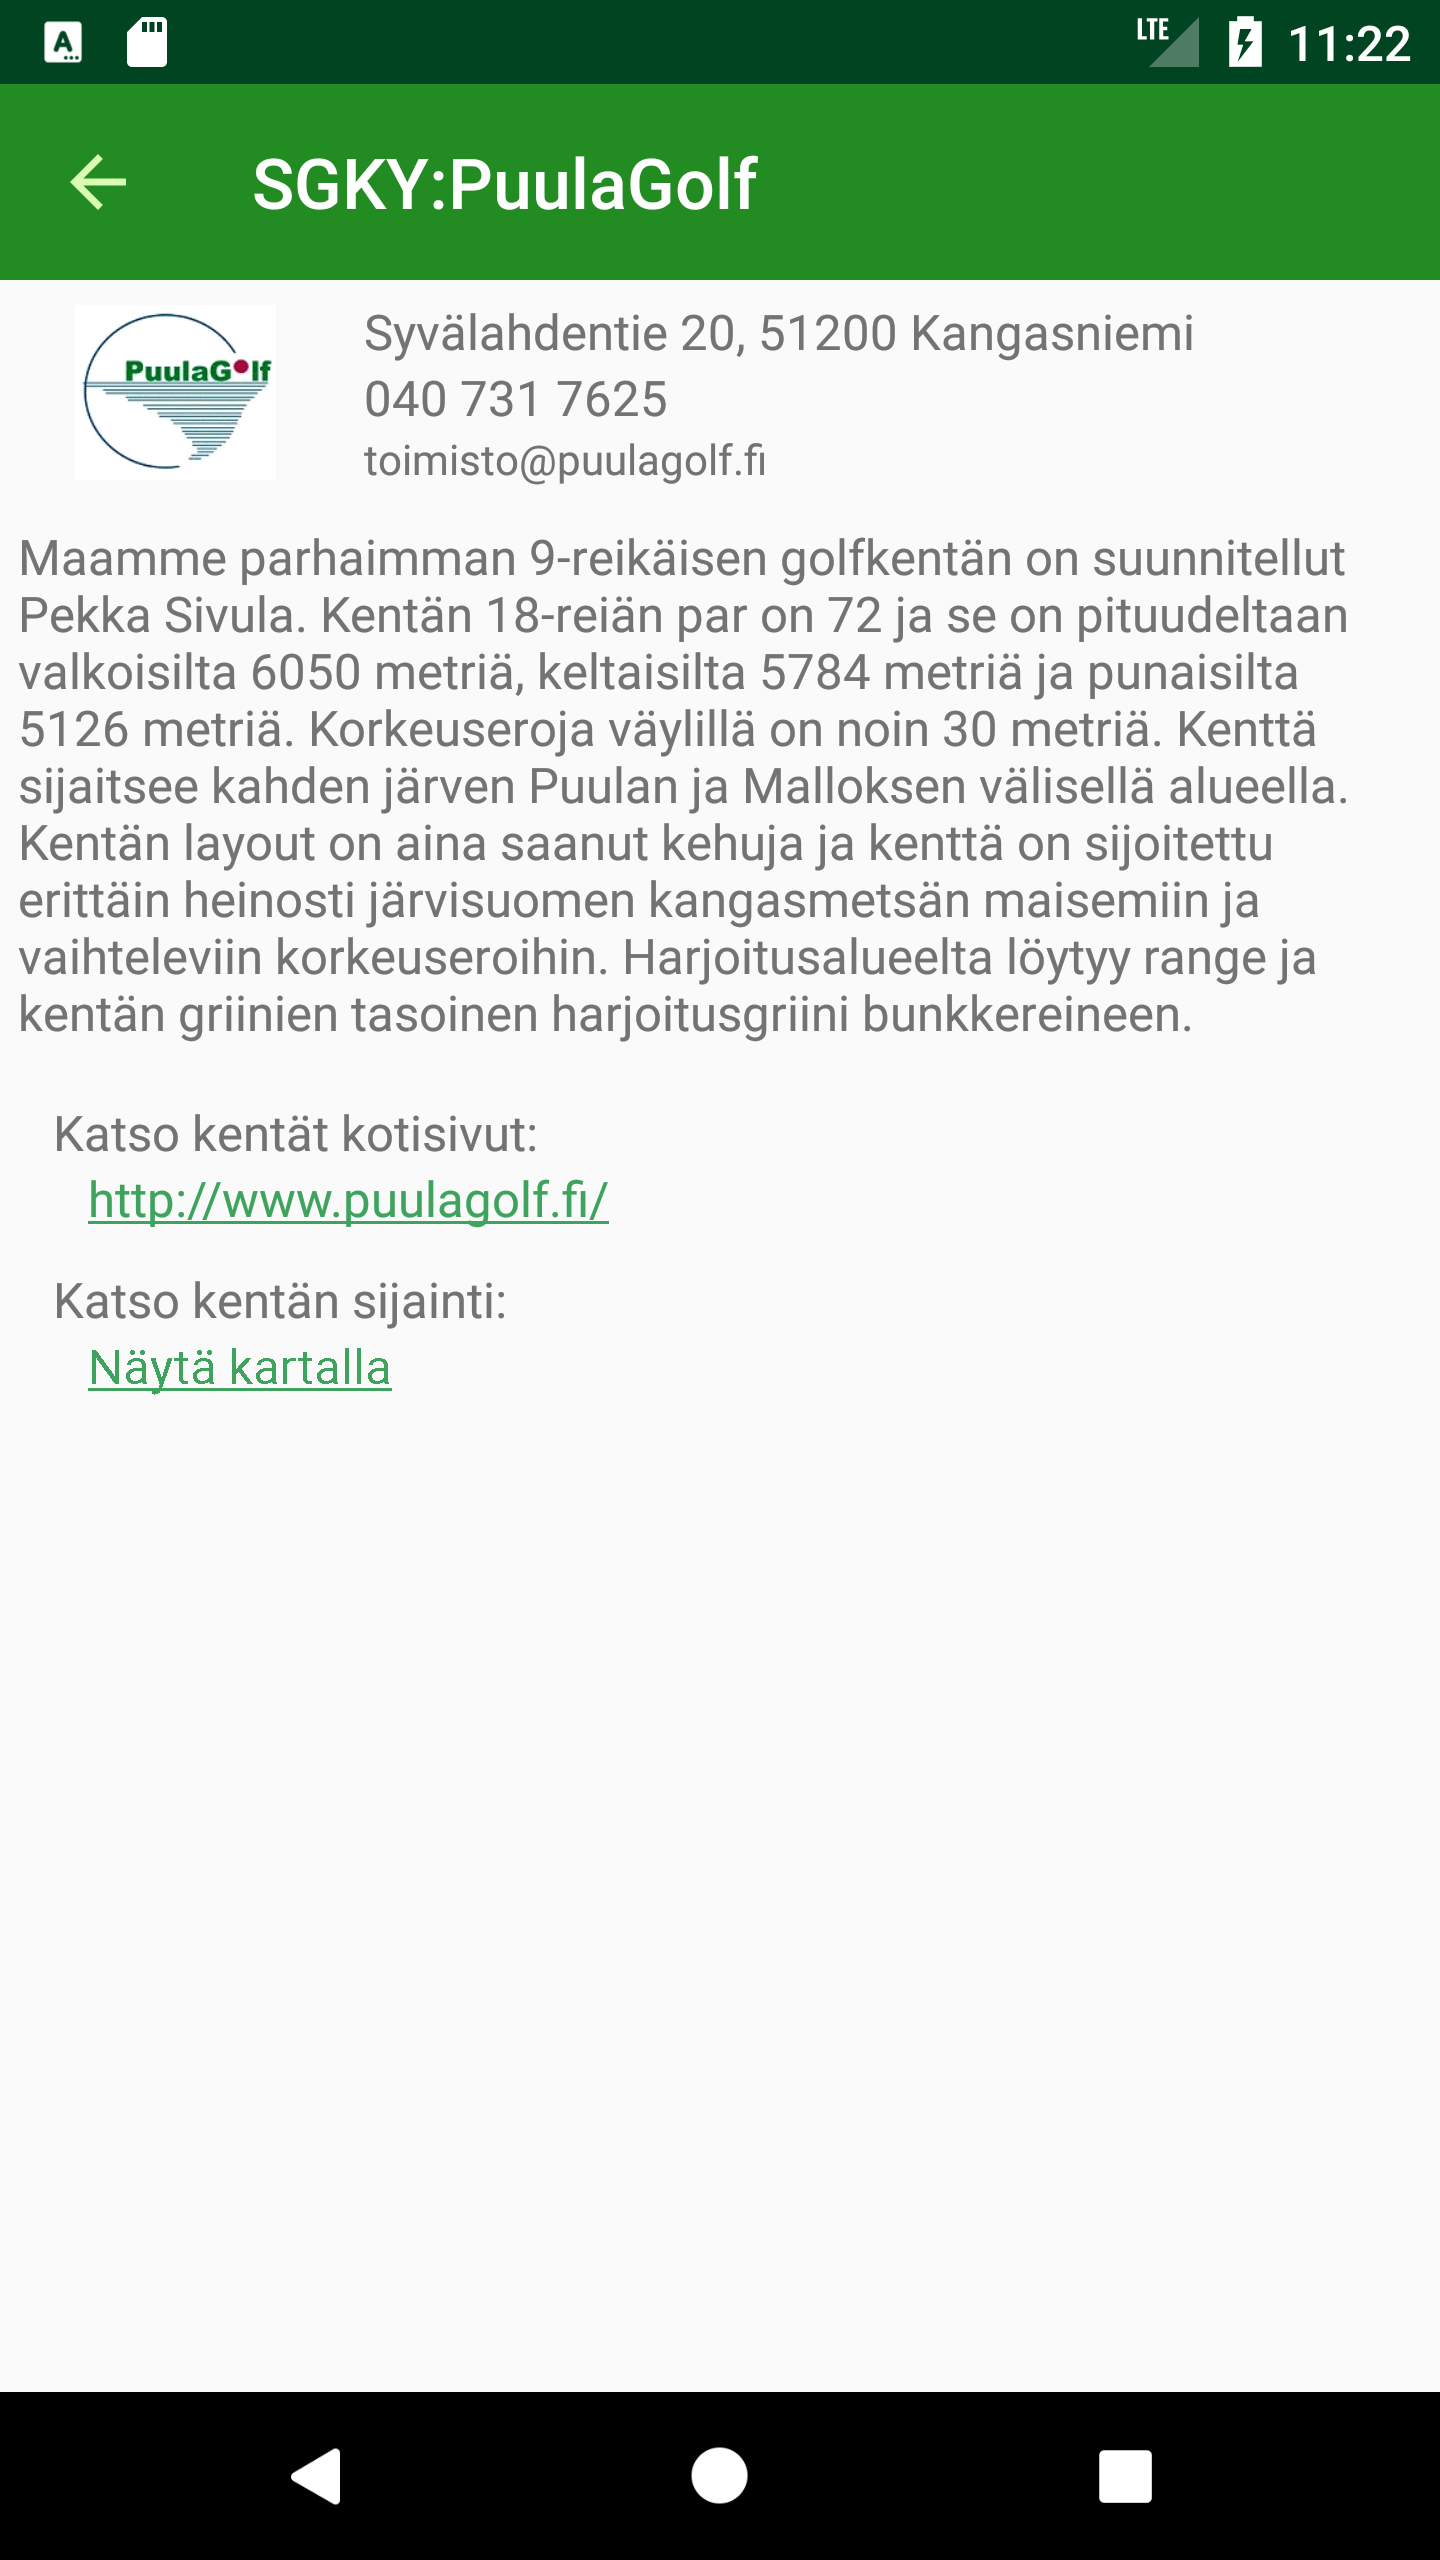 LTE 11:22
SGKY:PuulaGolf
PuulaGolf
Syvälahdentie 20, 51200 Kangasniemi
040 731 7625
toimisto@puulagolf.fi
Maamme parhaimman 9-reikäisen golfkentän on suunnitellut
Pekka Sivula. Kentän 18-reiän par on 72 ja se on pituudeltaan
valkoisilta 6050 metriä, keltaisilta 5784 metriä ja punaisilta
5126 metriä. Korkeuseroja väylillä on noin 30 metriä. Kenttä
sijaitsee kahden järven Puulan ja Malloksen välisellä alueella.
Kentän layout on aina saanut kehuja ja kenttä on sijoitettu
erittäin heinosti järvisuomen kangasmetsän maisemiin ja
vaihteleviin korkeuseroihin. Harjoitusalueelta löytyy range ja
kentän griinien tasoinen harjoitusgriini bunkkereineen.
Katso kentät kotisivut:
http://www.puulagolf.fi/
Katso kentän sijainti:
Näytä kartalla